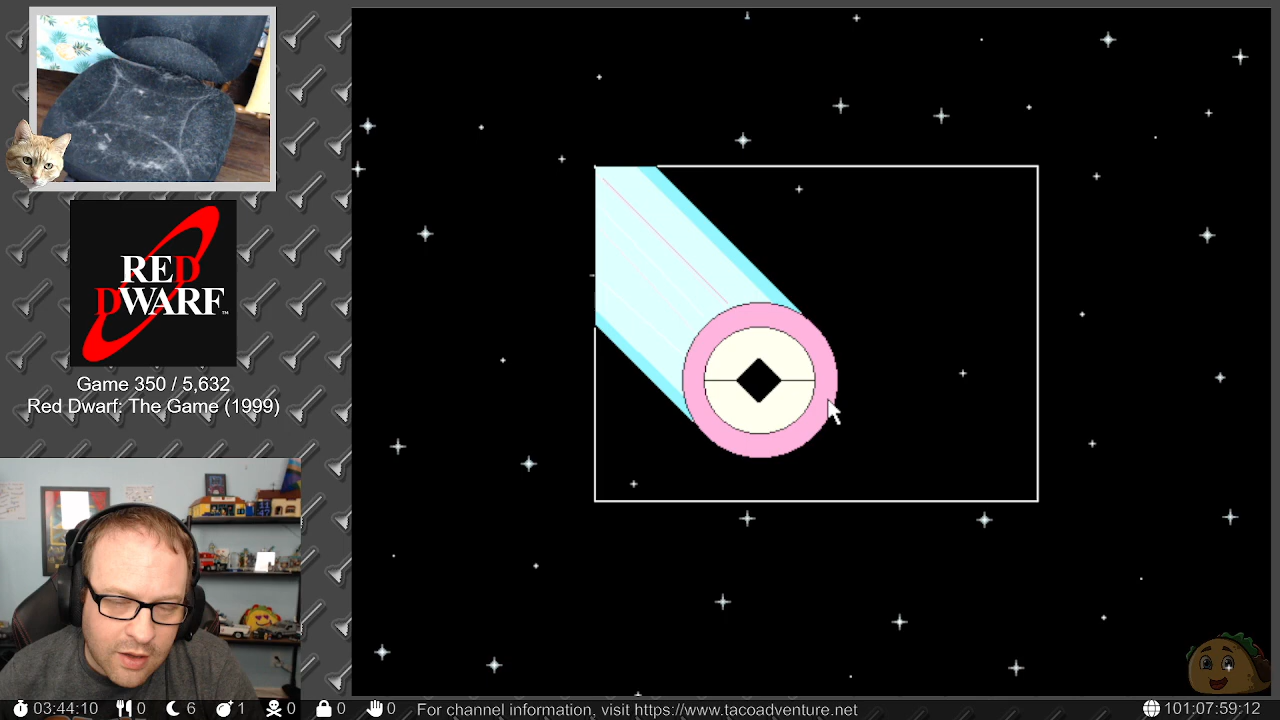 RED
DWARF™
Game 350 / 5,632
Red Dwarf: The Game (1999)
03:44:10 0 6 1 0 0 0 For channel information, visit https://www.tacoadventure.net 101:07:59:12